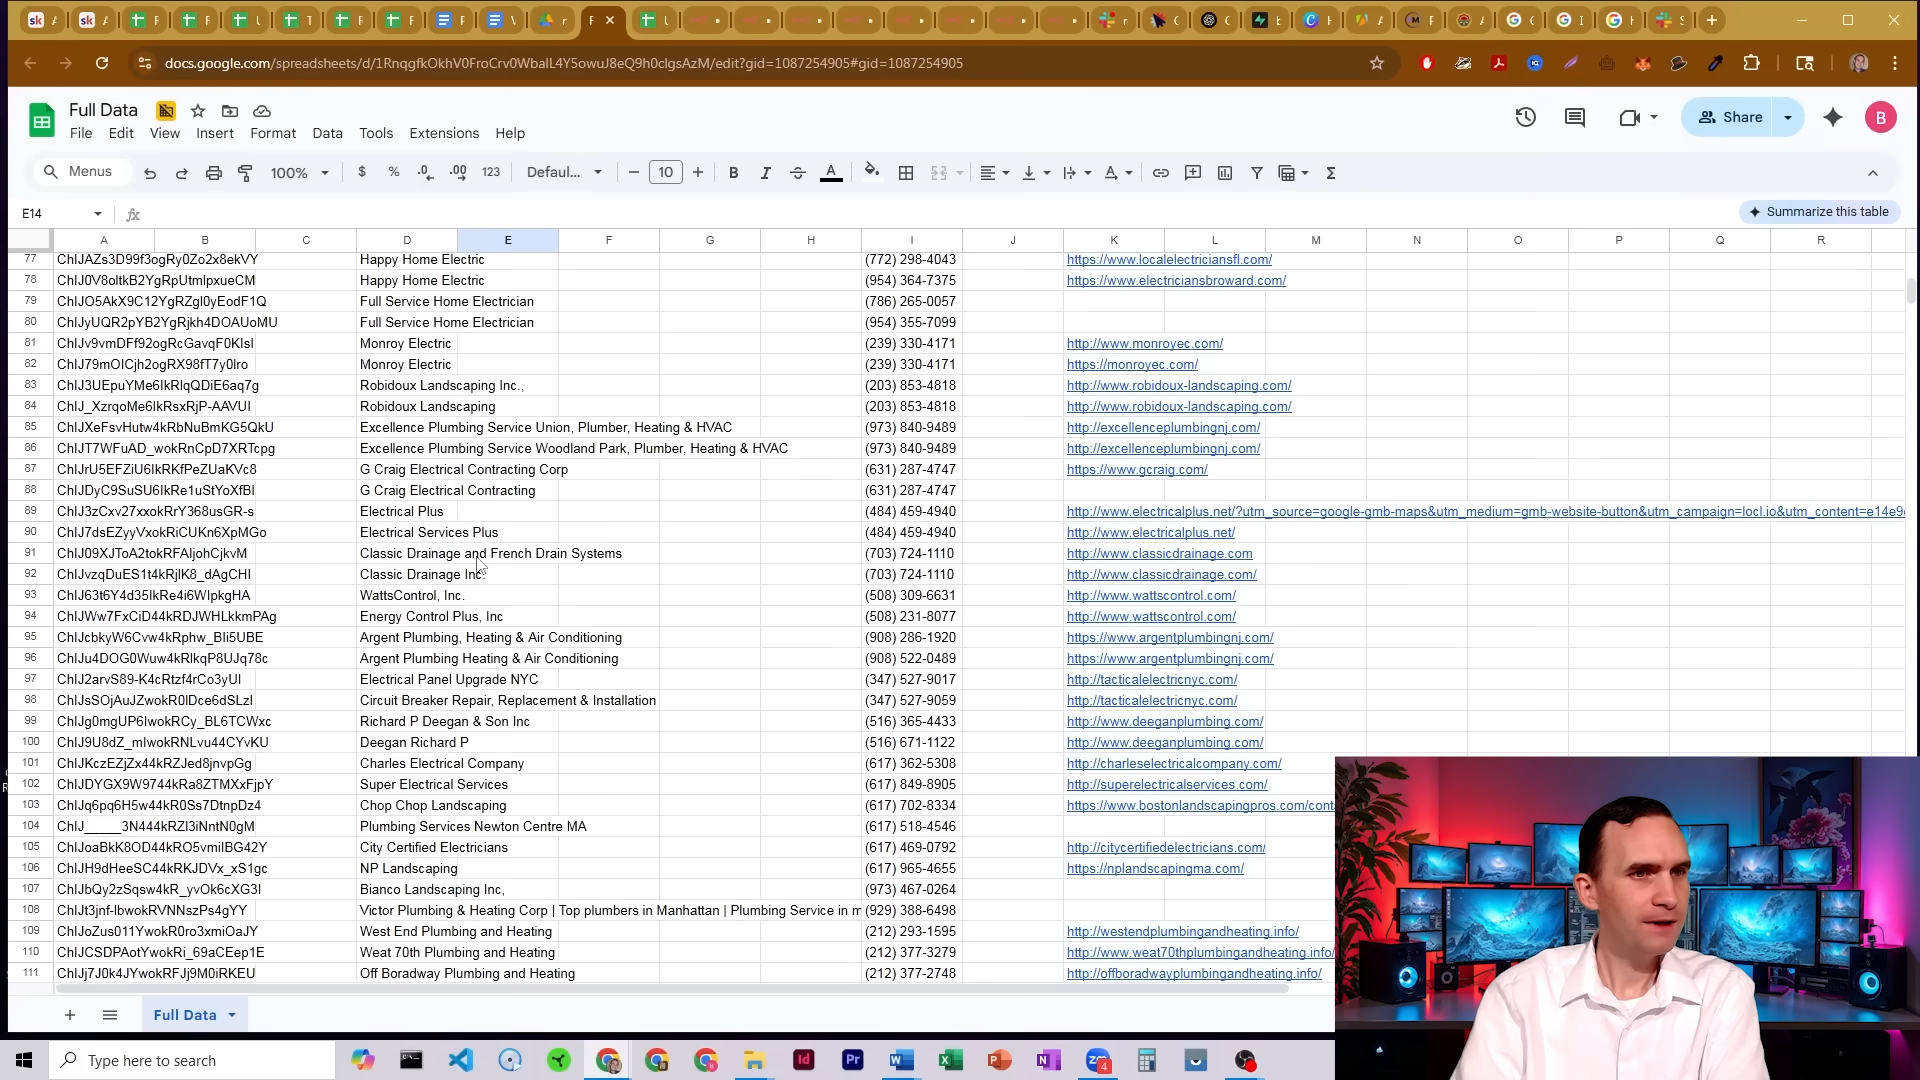 docs.google.com/spreadsheets/d/1RnqgfkOkhV0FroCrv0WbaIL4Y5owuJ8eQ9h0clgsAzM/edit?gid=1087254905#gid=1087254905
Full Data
File Edit View Insert Format Data Tools Extensions Help
Share
B
Menus
100%
$ % .0 .00 123
Defaul...
10
E14
Summarize this table
A B C D E F G H I J K L M N O P Q R
77 ChIJAZs3D99f3ogRy0Zo2x8ekVY Happy Home Electric (772) 298-4043 https://www.localelectriciansfl.com/
78 ChIJ0V8oltkB2YgRpUtmlpxueCM Happy Home Electric (954) 364-7375 https://www.electriciansbroward.com/
79 ChIJO5AkX9C12YgRZgl0yEodF1Q Full Service Home Electrician (786) 265-0057
80 ChIJyUQR2pYB2YgRjkh4DOAUoMU Full Service Home Electrician (954) 355-7099
81 ChIJv9vmDFf92ogRcGavqF0KIsI Monroy Electric (239) 330-4171 http://www.monroyec.com/
82 ChIJ79mOICjh2ogRX98fT7y0lro Monroy Electric (239) 330-4171 https://monroyec.com/
83 ChIJ3UEpuYMe6IkRlqQDiE6aq7g Robidoux Landscaping Inc., (203) 853-4818 http://www.robidoux-landscaping.com/
84 ChIJ_XzrqoMe6IkRsxRjP-AAVUI Robidoux Landscaping (203) 853-4818 http://www.robidoux-landscaping.com/
85 ChIJXeFsvHutw4kRbNuBmKG5QkU Excellence Plumbing Service Union, Plumber, Heating & HVAC (973) 840-9489 http://excellenceplumbingnj.com/
86 ChIJT7WFuAD_wokRnCpD7XRTcpg Excellence Plumbing Service Woodland Park, Plumber, Heating & HVAC (973) 840-9489 http://excellenceplumbingnj.com/
87 ChIJrU5EFZiU6IkRKfPeZUaKVc8 G Craig Electrical Contracting Corp (631) 287-4747 https://www.gcraig.com/
88 ChIJDyC9SuSU6IkRe1uStYoXfBI G Craig Electrical Contracting (631) 287-4747
89 ChIJ3zCxv27xxokRrY368usGR-s Electrical Plus (484) 459-4940 http://www.electricalplus.net/?utm_source=google-gmb-maps&utm_medium=gmb-website-button&utm_campaign=locl.io&utm_content=e14e9
90 ChIJ7dsEZyyVxokRiCUKn6XpMGo Electrical Services Plus (484) 459-4940 http://www.electricalplus.net/
91 ChIJ09XJToA2tokRFAIjohCjkvM Classic Drainage and French Drain Systems (703) 724-1110 http://www.classicdrainage.com
92 ChIJvzqDuES1t4kRjlK8_dAgCHI Classic Drainage Inc. (703) 724-1110 http://www.classicdrainage.com/
93 ChIJ63t6Y4d35IkRe4i6WIpkgHA WattsControl, Inc. (508) 309-6631 http://www.wattscontrol.com/
94 ChIJWw7FxCiD44kRDJWHLkkmPAg Energy Control Plus, Inc (508) 231-8077 http://www.wattscontrol.com/
95 ChIJcbkyW6Cvw4kRphw_BIi5UBE Argent Plumbing, Heating & Air Conditioning (908) 286-1920 https://www.argentplumbingnj.com/
96 ChIJu4DOG0Wuw4kRlkqP8UJq78c Argent Plumbing Heating & Air Conditioning (908) 522-0489 https://www.argentplumbingnj.com/
97 ChIJ2arvS89-K4cRtzf4rCo3yUI Electrical Panel Upgrade NYC (347) 527-9017 http://tacticalelectricnyc.com/
98 ChIJsSOjAuJZwokR0lDce6dSLzI Circuit Breaker Repair, Replacement & Installation (347) 527-9059 http://tacticalelectricnyc.com/
99 ChIJg0mgUP6IwokRCy_BL6TCWxc Richard P Deegan & Son Inc (516) 365-4433 http://www.deeganplumbing.com/
100 ChIJ9U8dZ_mIwokRNLvu44CYvKU Deegan Richard P (516) 671-1122 http://www.deeganplumbing.com/
101 ChIJKczEZjZx44kRZJed8jnvpGg Charles Electrical Company (617) 362-5308 http://charleselectricalcompany.com/
102 ChIJDYGX9W9744kRa8ZTMXxFjpY Super Electrical Services (617) 849-8905 http://superelectricalservices.com/
103 ChIJq6pq6H5w44kR0Ss7DtnpDz4 Chop Chop Landscaping (617) 702-8334 https://www.bostonlandscapingpros.com/cont
104 ChIJ_____3N444kRZI3iNntN0gM Plumbing Services Newton Centre MA (617) 518-4546
105 ChIJoaBkK8OD44kRO5vmilBG42Y City Certified Electricians (617) 469-0792 http://citycertifiedelectricians.com/
106 ChIJH9dHeeSC44kRKJDVx_xS1gc NP Landscaping (617) 965-4655 https://nplandscapingma.com/
107 ChIJbQy2zSqsw4kR_yvOk6cXG3I Bianco Landscaping Inc, (973) 467-0264
108 ChIJt3jnf-lbwokRVNNszPs4gYY Victor Plumbing & Heating Corp | Top plumbers in Manhattan | Plumbing Service in m (929) 388-6498
109 ChIJoZus011YwokR0ro3xmiOaJY West End Plumbing and Heating (212) 293-1595 http://westendplumbingandheating.info/
110 ChIJCSDPAotYwokRi_69aCEep1E Weat 70th Plumbing and Heating (212) 377-3279 http://www.weat70thplumbingandheating.info/
111 ChIJj7J0k4JYwokRFJj9M0iRKEU Off Boradway Plumbing and Heating (212) 377-2748 http://offboradwayplumbingandheating.info/
Full Data
Type here to search